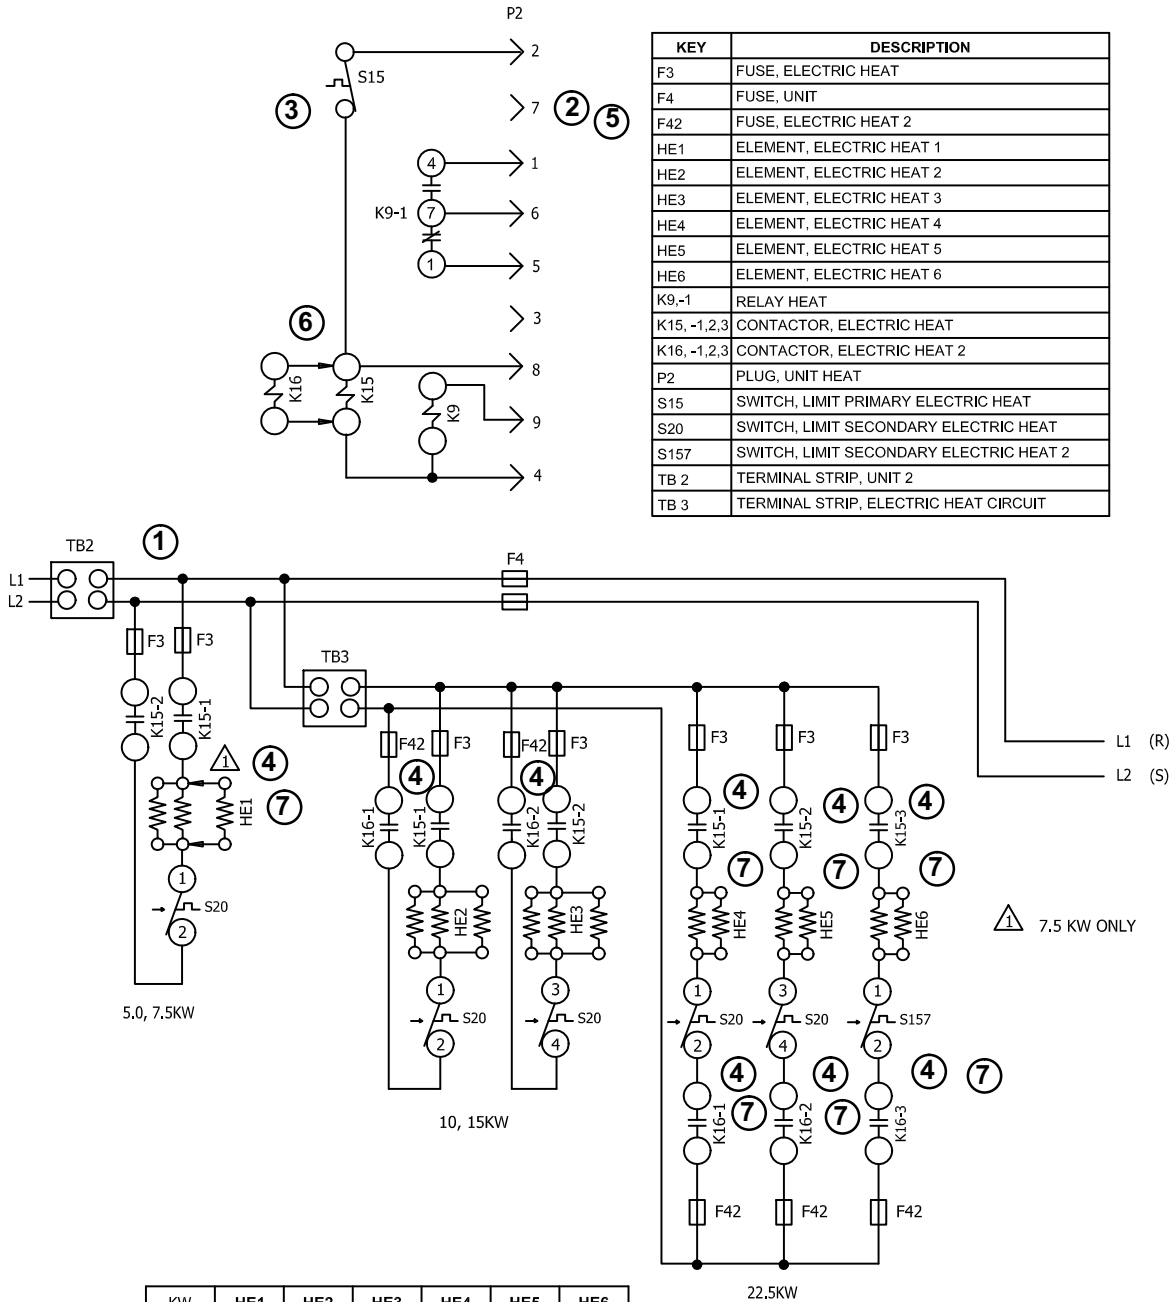 P2
2
S15
3
7
2
5
4
1
K9-1
7
6
1
5
3
6
8
K16
K15
K9
9
4
KEY DESCRIPTION
F3 FUSE, ELECTRIC HEAT
F4 FUSE, UNIT
F42 FUSE, ELECTRIC HEAT 2
HE1 ELEMENT, ELECTRIC HEAT 1
HE2 ELEMENT, ELECTRIC HEAT 2
HE3 ELEMENT, ELECTRIC HEAT 3
HE4 ELEMENT, ELECTRIC HEAT 4
HE5 ELEMENT, ELECTRIC HEAT 5
HE6 ELEMENT, ELECTRIC HEAT 6
K9,-1 RELAY HEAT
K15, -1,2,3 CONTACTOR, ELECTRIC HEAT
K16, -1,2,3 CONTACTOR, ELECTRIC HEAT 2
P2 PLUG, UNIT HEAT
S15 SWITCH, LIMIT PRIMARY ELECTRIC HEAT
S20 SWITCH, LIMIT SECONDARY ELECTRIC HEAT
S157 SWITCH, LIMIT SECONDARY ELECTRIC HEAT 2
TB 2 TERMINAL STRIP, UNIT 2
TB 3 TERMINAL STRIP, ELECTRIC HEAT CIRCUIT
TB2
1
L1
L2
F4
F3
F3
K15-2
K15-1
1
4
7
HE1
1
S20
2
5.0, 7.5KW
TB3
F42
F3
F42
F3
4
4
K16-1
K15-1
K16-2
K15-2
HE2
HE3
1
S20
2
3
S20
4
10, 15KW
F3
F3
F3
4
4
4
K15-1
K15-2
K15-3
7
7
7
HE4
HE5
HE6
1
S20
2
3
S20
4
1
S157
2
4
4
4
7
7
7
K16-1
K16-2
K16-3
F42
F42
F42
22.5KW
L1 (R)
L2 (S)
1 7.5 KW ONLY
KW HE1 HE2 HE3 HE4 HE5 HE6